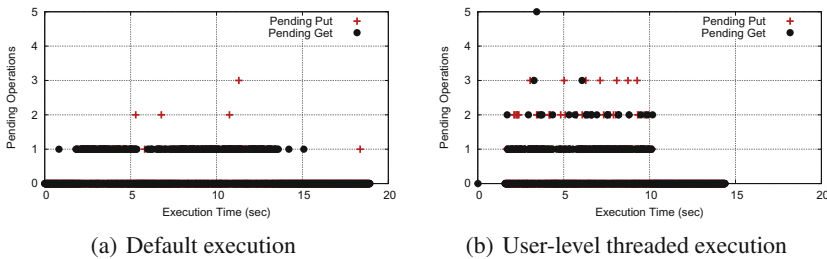 Pending Operations
5
4
3
2
1
0
0
5
10
15
20
Execution Time (sec)
Pending Put
Pending Get
(a) Default execution
Pending Operations
5
4
3
2
1
0
0
5
10
15
20
Execution Time (sec)
Pending Put
Pending Get
(b) User-level threaded execution